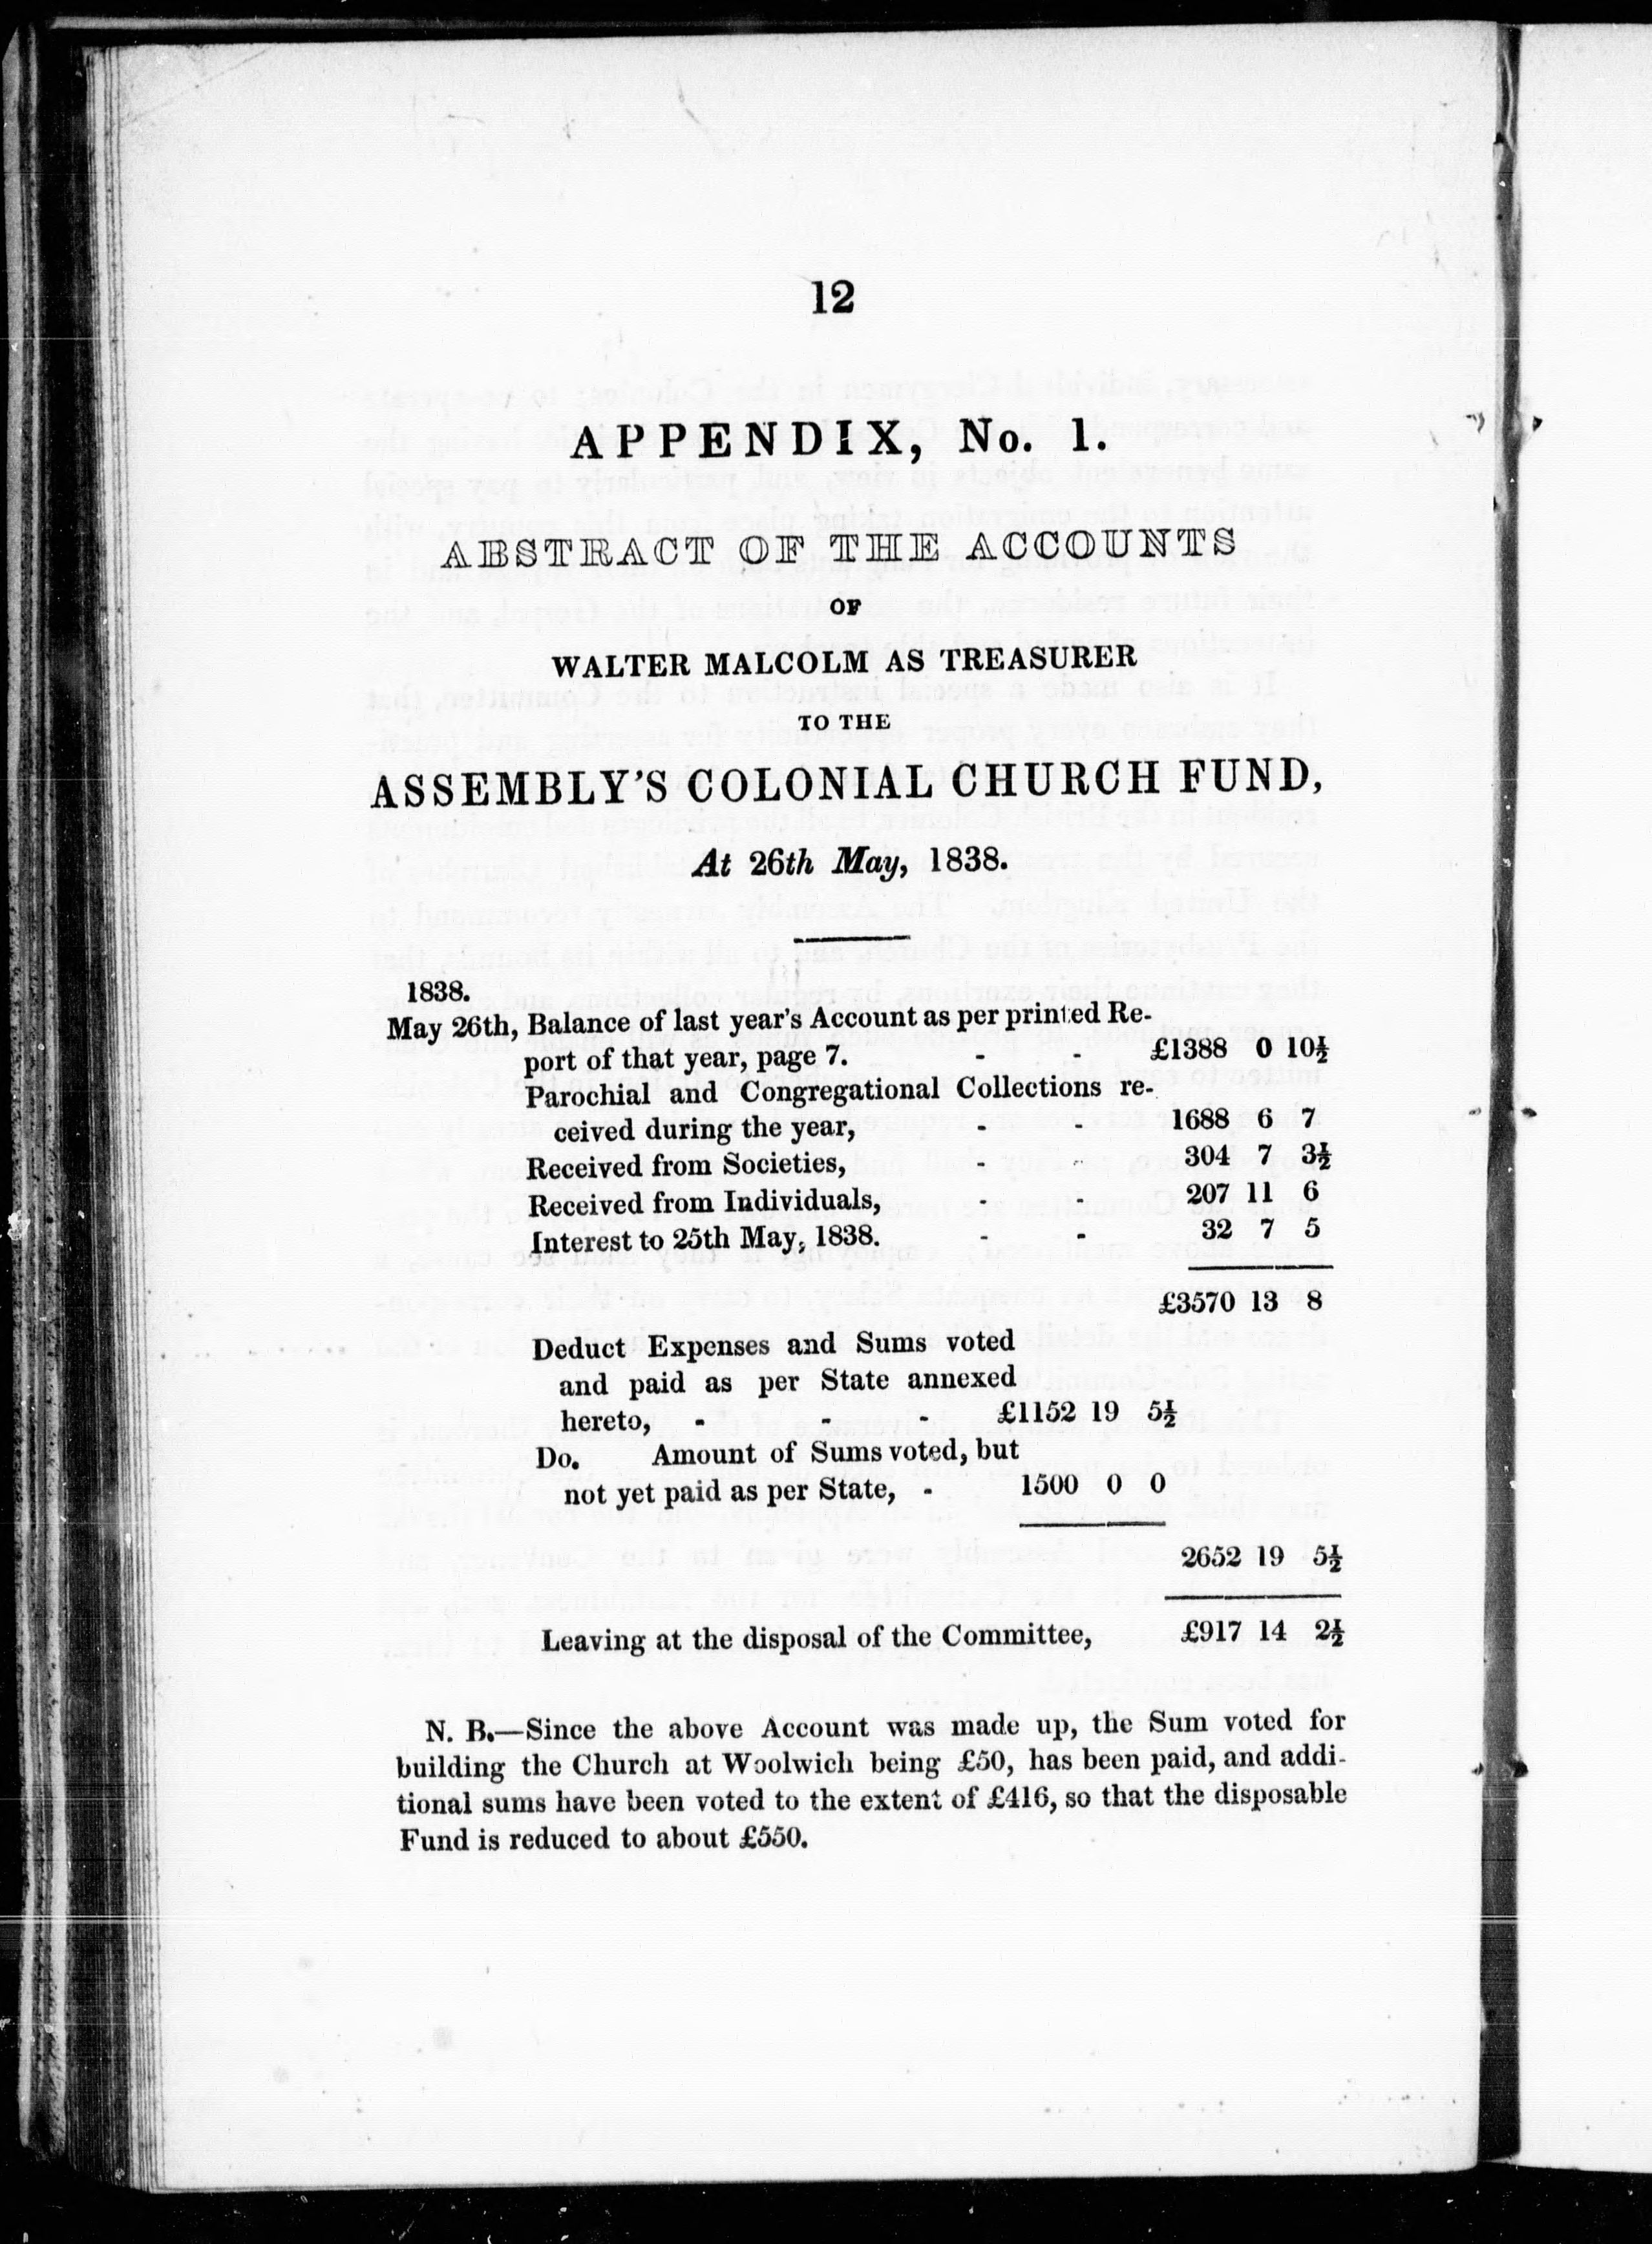 12
APPENDIX, No. 1.
ABSTRACT OF THE ACCOUNTS
OF
WALTER MALCOLM AS TREASURER
TO THE
ASSEMBLY'S COLONIAL CHURCH FUND,
At 26th May, 1838.
1838.
May 26th, Balance of last year's Account as per printed Re-
port of that year, page 7. - - £1388 0 10½
Parochial and Congregational Collections re-
ceived during the year, - - 1688 6 7
Received from Societies, - - 304 7 3½
Received from Individuals, - - 207 11 6
Interest to 25th May, 1838. - - 32 7 5
£3570 13 8
Deduct Expenses and Sums voted
and paid as per State annexed
hereto, - - - £1152 19 5½
Do. Amount of Sums voted, but
not yet paid as per State, - 1500 0 0
2652 19 5½
Leaving at the disposal of the Committee, £917 14 2½
N. B.—Since the above Account was made up, the Sum voted for
building the Church at Woolwich being £50, has been paid, and addi-
tional sums have been voted to the extent of £416, so that the disposable
Fund is reduced to about £550.